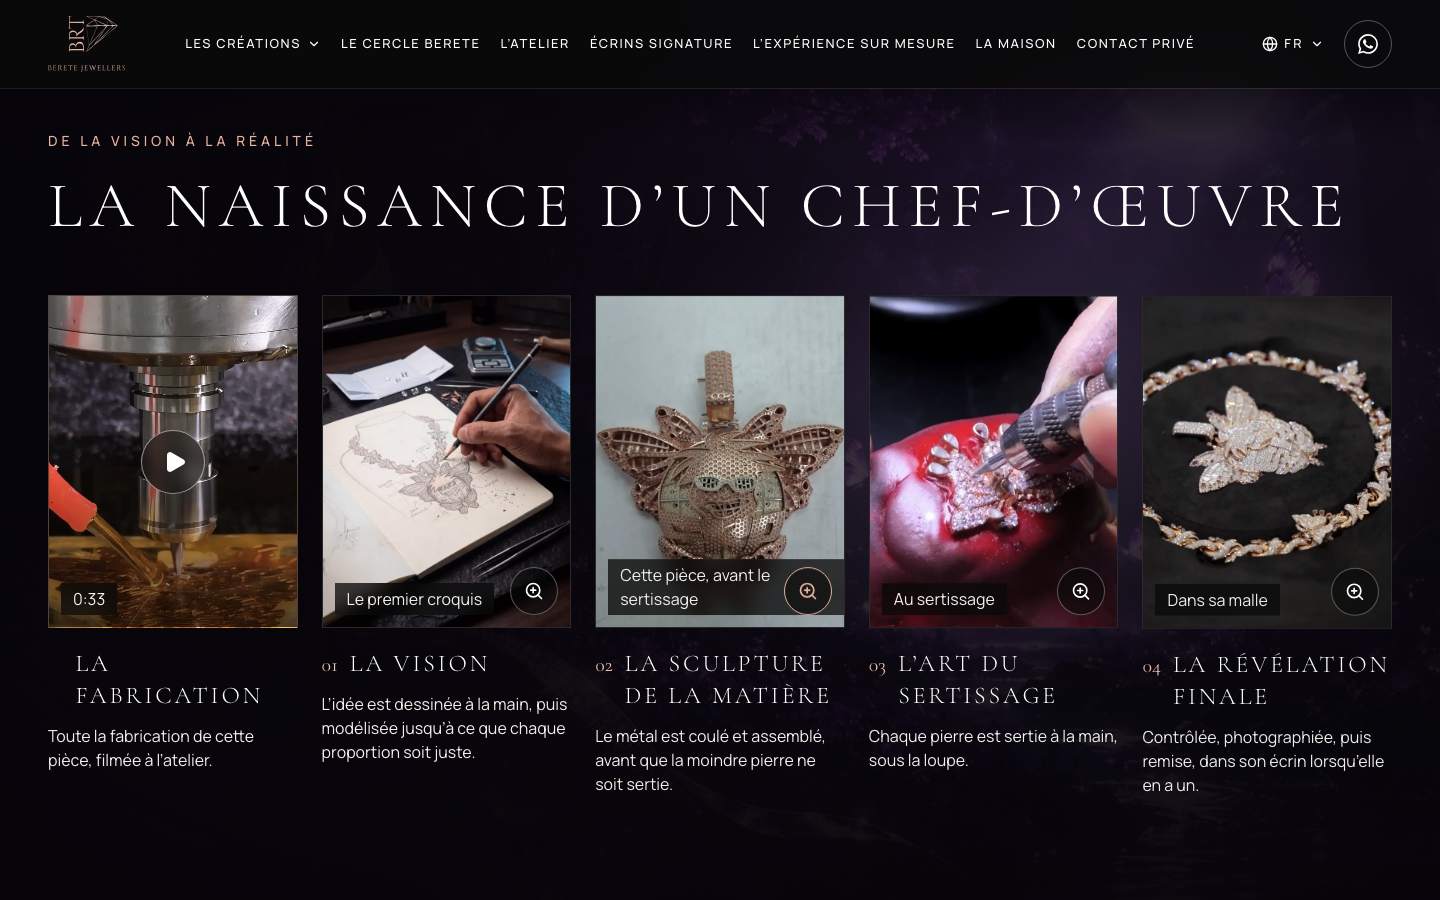 BRT
BERETE JEWELLERS
LES CRÉATIONS
LE CERCLE BERETE
L’ATELIER
ÉCRINS SIGNATURE
L’EXPÉRIENCE SUR MESURE
LA MAISON
CONTACT PRIVÉ
FR
DE LA VISION À LA RÉALITÉ
LA NAISSANCE D’UN CHEF-D’ŒUVRE
0:33
LA
FABRICATION
Toute la fabrication de cette
pièce, filmée à l’atelier.
Le premier croquis
01 LA VISION
L’idée est dessinée à la main, puis
modélisée jusqu’à ce que chaque
proportion soit juste.
Cette pièce, avant le
sertissage
02 LA SCULPTURE
DE LA MATIÈRE
Le métal est coulé et assemblé,
avant que la moindre pierre ne
soit sertie.
Au sertissage
03 L’ART DU
SERTISSAGE
Chaque pierre est sertie à la main,
sous la loupe.
Dans sa malle
04 LA RÉVÉLATION
FINALE
Contrôlée, photographiée, puis
remise, dans son écrin lorsqu’elle
en a un.